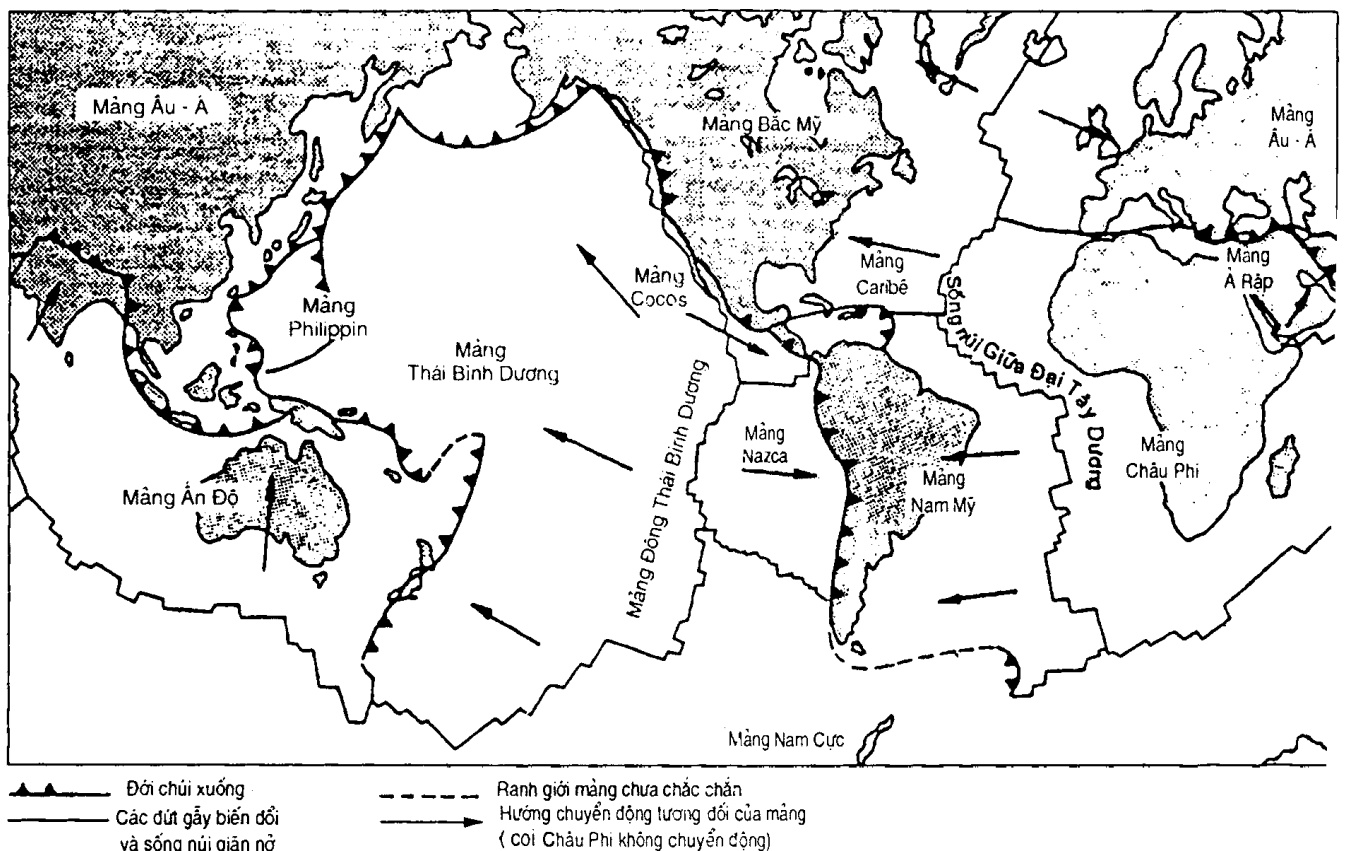 Mảng Âu - Á
Mảng Bắc Mỹ
Mảng
Âu - Á
Mảng
Philippin
Mảng
Cocos
Mảng
Caribê
Mảng
Ả Rập
Mảng
Thái Bình Dương
Sống núi Giữa Đại Tây Dương
Mảng Đông Thái Bình Dương
Mảng
Nazca
Mảng
Nam Mỹ
Mảng
Châu Phi
Mảng Ấn Độ
Mảng Nam Cực
Đới chúi xuống
Các đứt gẫy biến đổi
và sống núi giãn nở
Ranh giới mảng chưa chắc chắn
Hướng chuyển động tương đối của mảng
( coi Châu Phi không chuyển động)